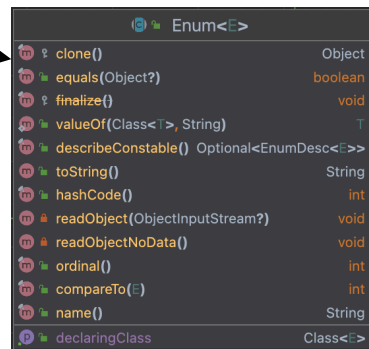 Enum<E>
clone() Object
equals(Object?) boolean
finalize() void
valueOf(Class<T>, String) T
describeConstable() Optional<EnumDesc<E>>
toString() String
hashCode() int
readObject(ObjectInputStream?) void
readObjectNoData() void
ordinal() int
compareTo(E) int
name() String
declaringClass Class<E>